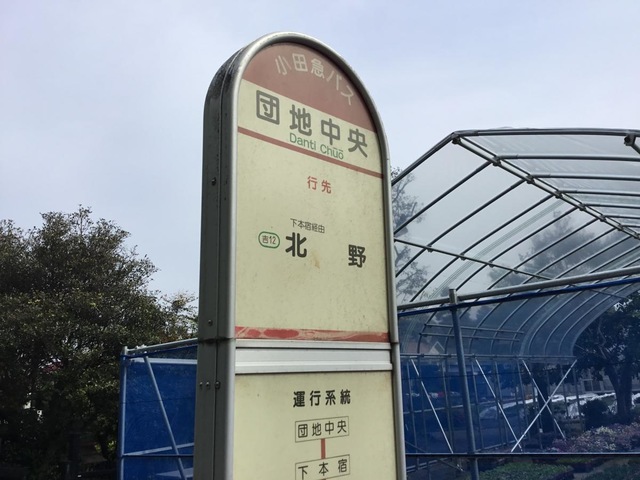 小田急バス
団地中央
Danti Chūō
行先
下本宿経由
吉12 北野
運行系統
団地中央
下本宿